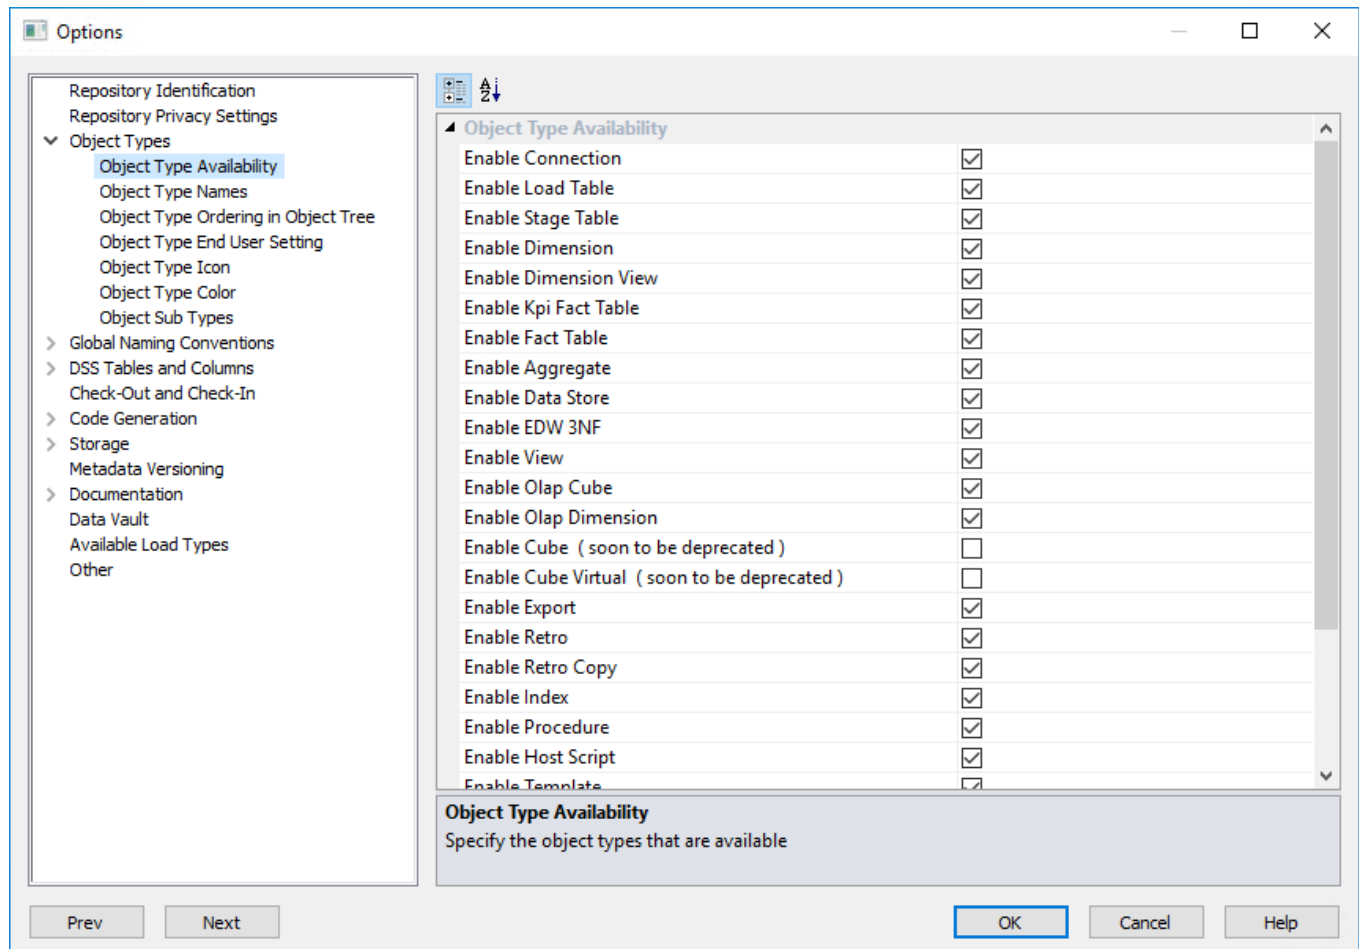 Options
Repository Identification
Repository Privacy Settings
Object Types
Object Type Availability
Object Type Names
Object Type Ordering in Object Tree
Object Type End User Setting
Object Type Icon
Object Type Color
Object Sub Types
Global Naming Conventions
DSS Tables and Columns
Check-Out and Check-In
Code Generation
Storage
Metadata Versioning
Documentation
Data Vault
Available Load Types
Other
A
Z
Object Type Availability
Enable Connection
Enable Load Table
Enable Stage Table
Enable Dimension
Enable Dimension View
Enable Kpi Fact Table
Enable Fact Table
Enable Aggregate
Enable Data Store
Enable EDW 3NF
Enable View
Enable Olap Cube
Enable Olap Dimension
Enable Cube ( soon to be deprecated )
Enable Cube Virtual ( soon to be deprecated )
Enable Export
Enable Retro
Enable Retro Copy
Enable Index
Enable Procedure
Enable Host Script
Enable Template
Object Type Availability
Specify the object types that are available
Prev Next OK Cancel Help